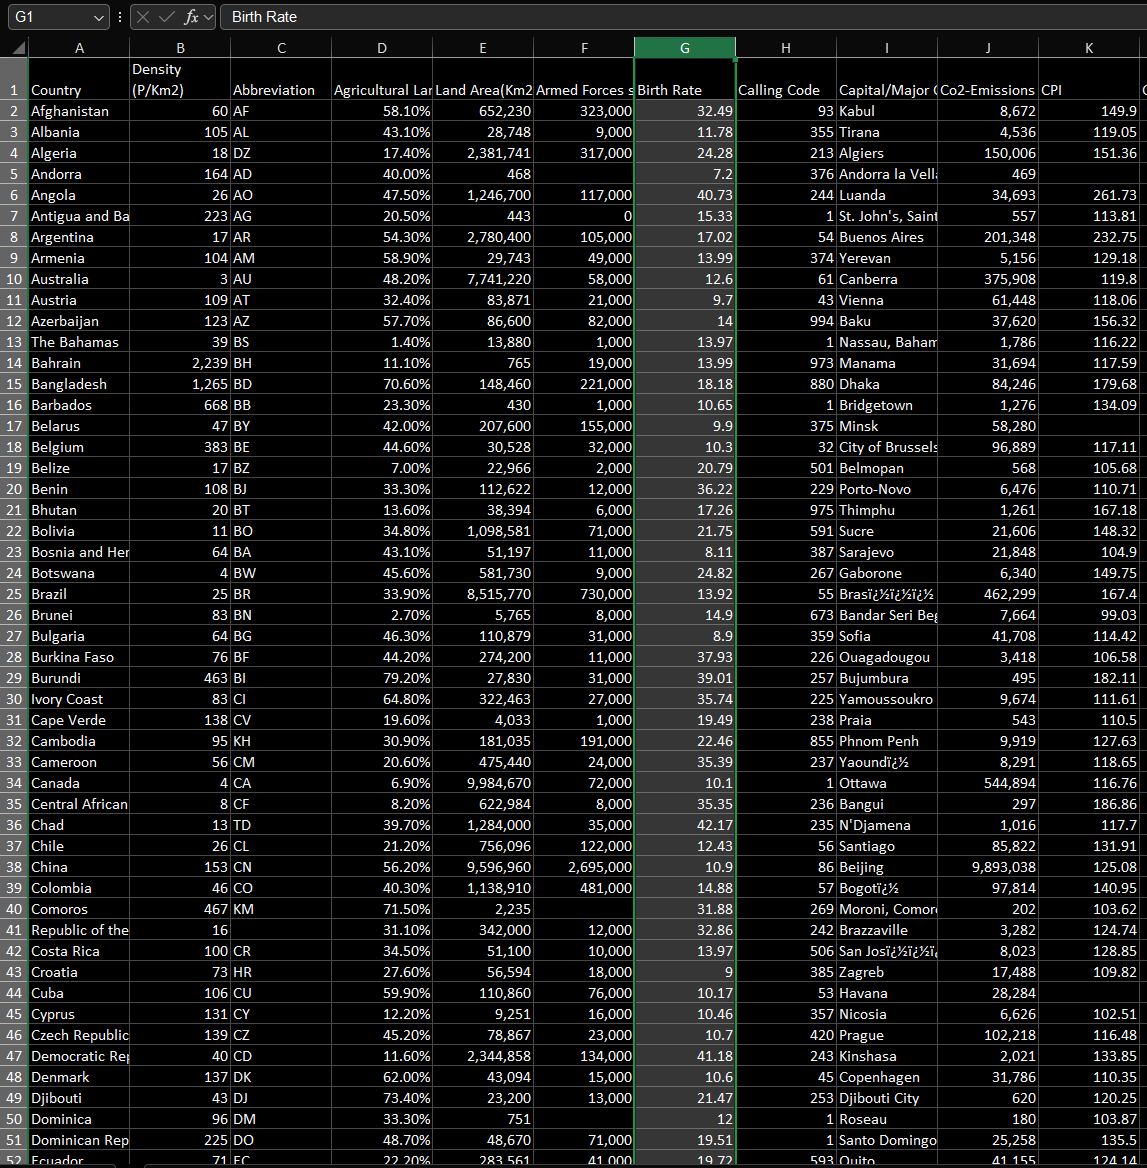 G1 fx Birth Rate
A B C D E F G H I J K
Density
1 Country (P/Km2) Abbreviation Agricultural Lan Land Area(Km2 Armed Forces s Birth Rate Calling Code Capital/Major C Co2-Emissions CPI
2 Afghanistan 60 AF 58.10% 652,230 323,000 32.49 93 Kabul 8,672 149.9
3 Albania 105 AL 43.10% 28,748 9,000 11.78 355 Tirana 4,536 119.05
4 Algeria 18 DZ 17.40% 2,381,741 317,000 24.28 213 Algiers 150,006 151.36
5 Andorra 164 AD 40.00% 468 7.2 376 Andorra la Vella 469
6 Angola 26 AO 47.50% 1,246,700 117,000 40.73 244 Luanda 34,693 261.73
7 Antigua and Ba 223 AG 20.50% 443 0 15.33 1 St. John's, Saint 557 113.81
8 Argentina 17 AR 54.30% 2,780,400 105,000 17.02 54 Buenos Aires 201,348 232.75
9 Armenia 104 AM 58.90% 29,743 49,000 13.99 374 Yerevan 5,156 129.18
10 Australia 3 AU 48.20% 7,741,220 58,000 12.6 61 Canberra 375,908 119.8
11 Austria 109 AT 32.40% 83,871 21,000 9.7 43 Vienna 61,448 118.06
12 Azerbaijan 123 AZ 57.70% 86,600 82,000 14 994 Baku 37,620 156.32
13 The Bahamas 39 BS 1.40% 13,880 1,000 13.97 1 Nassau, Baham 1,786 116.22
14 Bahrain 2,239 BH 11.10% 765 19,000 13.99 973 Manama 31,694 117.59
15 Bangladesh 1,265 BD 70.60% 148,460 221,000 18.18 880 Dhaka 84,246 179.68
16 Barbados 668 BB 23.30% 430 1,000 10.65 1 Bridgetown 1,276 134.09
17 Belarus 47 BY 42.00% 207,600 155,000 9.9 375 Minsk 58,280
18 Belgium 383 BE 44.60% 30,528 32,000 10.3 32 City of Brussels 96,889 117.11
19 Belize 17 BZ 7.00% 22,966 2,000 20.79 501 Belmopan 568 105.68
20 Benin 108 BJ 33.30% 112,622 12,000 36.22 229 Porto-Novo 6,476 110.71
21 Bhutan 20 BT 13.60% 38,394 6,000 17.26 975 Thimphu 1,261 167.18
22 Bolivia 11 BO 34.80% 1,098,581 71,000 21.75 591 Sucre 21,606 148.32
23 Bosnia and Her 64 BA 43.10% 51,197 11,000 8.11 387 Sarajevo 21,848 104.9
24 Botswana 4 BW 45.60% 581,730 9,000 24.82 267 Gaborone 6,340 149.75
25 Brazil 25 BR 33.90% 8,515,770 730,000 13.92 55 Brasï¿½ï¿½ï¿½ 462,299 167.4
26 Brunei 83 BN 2.70% 5,765 8,000 14.9 673 Bandar Seri Beg 7,664 99.03
27 Bulgaria 64 BG 46.30% 110,879 31,000 8.9 359 Sofia 41,708 114.42
28 Burkina Faso 76 BF 44.20% 274,200 11,000 37.93 226 Ouagadougou 3,418 106.58
29 Burundi 463 BI 79.20% 27,830 31,000 39.01 257 Bujumbura 495 182.11
30 Ivory Coast 83 CI 64.80% 322,463 27,000 35.74 225 Yamoussoukro 9,674 111.61
31 Cape Verde 138 CV 19.60% 4,033 1,000 19.49 238 Praia 543 110.5
32 Cambodia 95 KH 30.90% 181,035 191,000 22.46 855 Phnom Penh 9,919 127.63
33 Cameroon 56 CM 20.60% 475,440 24,000 35.39 237 Yaoundï¿½ 8,291 118.65
34 Canada 4 CA 6.90% 9,984,670 72,000 10.1 1 Ottawa 544,894 116.76
35 Central African 8 CF 8.20% 622,984 8,000 35.35 236 Bangui 297 186.86
36 Chad 13 TD 39.70% 1,284,000 35,000 42.17 235 N'Djamena 1,016 117.7
37 Chile 26 CL 21.20% 756,096 122,000 12.43 56 Santiago 85,822 131.91
38 China 153 CN 56.20% 9,596,960 2,695,000 10.9 86 Beijing 9,893,038 125.08
39 Colombia 46 CO 40.30% 1,138,910 481,000 14.88 57 Bogotï¿½ 97,814 140.95
40 Comoros 467 KM 71.50% 2,235 31.88 269 Moroni, Comor 202 103.62
41 Republic of the 16 31.10% 342,000 12,000 32.86 242 Brazzaville 3,282 124.74
42 Costa Rica 100 CR 34.50% 51,100 10,000 13.97 506 San Josï¿½ï¿½ï¿ 8,023 128.85
43 Croatia 73 HR 27.60% 56,594 18,000 9 385 Zagreb 17,488 109.82
44 Cuba 106 CU 59.90% 110,860 76,000 10.17 53 Havana 28,284
45 Cyprus 131 CY 12.20% 9,251 16,000 10.46 357 Nicosia 6,626 102.51
46 Czech Republic 139 CZ 45.20% 78,867 23,000 10.7 420 Prague 102,218 116.48
47 Democratic Rep 40 CD 11.60% 2,344,858 134,000 41.18 243 Kinshasa 2,021 133.85
48 Denmark 137 DK 62.00% 43,094 15,000 10.6 45 Copenhagen 31,786 110.35
49 Djibouti 43 DJ 73.40% 23,200 13,000 21.47 253 Djibouti City 620 120.25
50 Dominica 96 DM 33.30% 751 12 1 Roseau 180 103.87
51 Dominican Rep 225 DO 48.70% 48,670 71,000 19.51 1 Santo Domingo 25,258 135.5
52 Ecuador 71 EC 22.20% 283,561 41,000 19.72 593 Quito 41,155 124.14